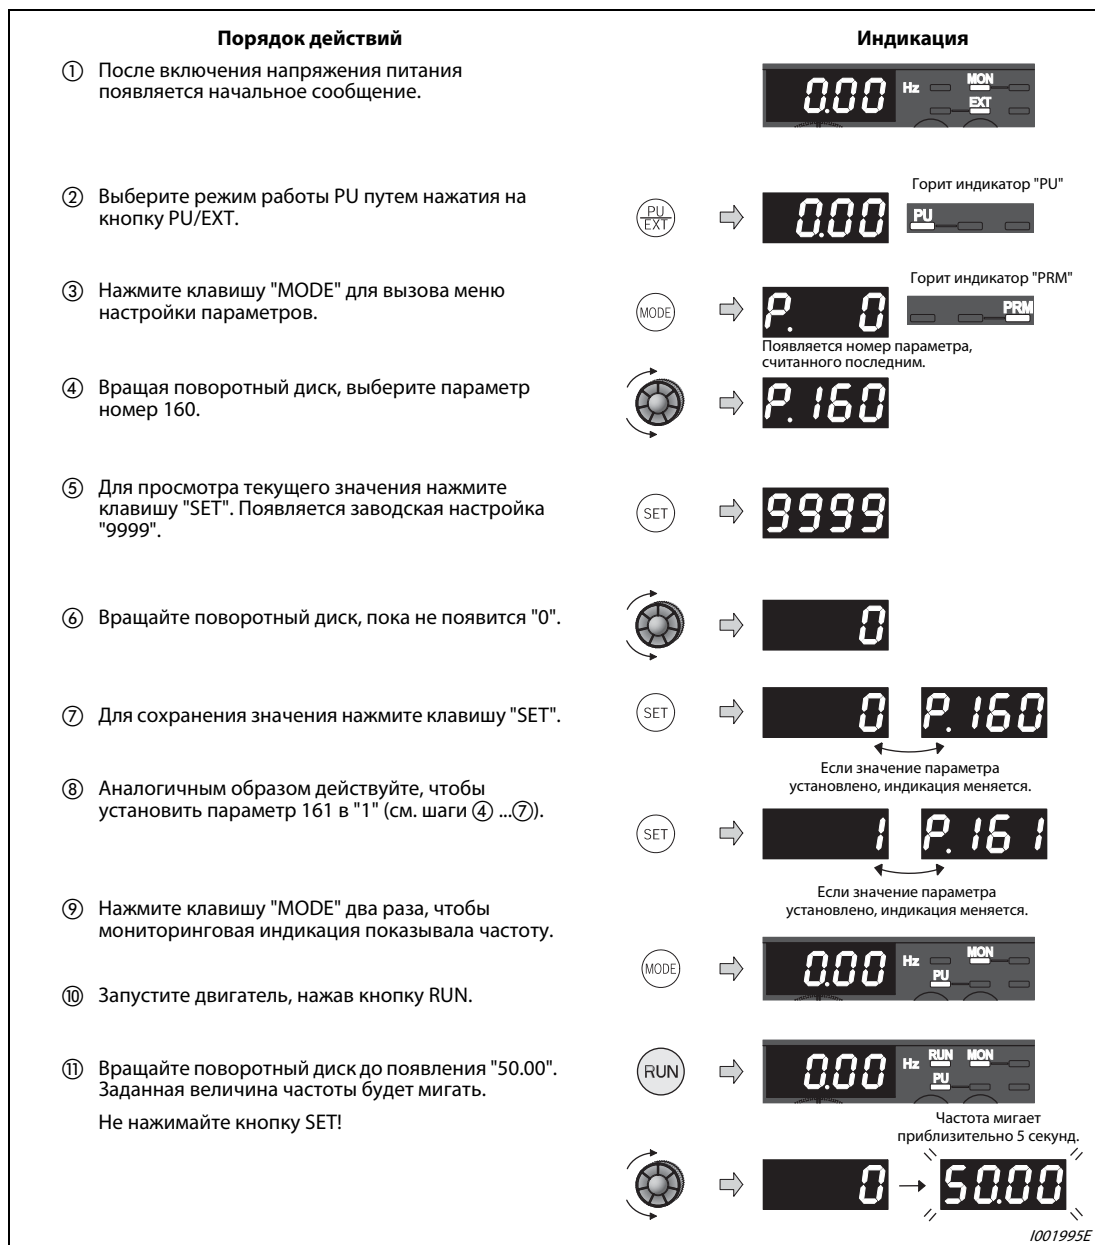 Порядок действий
Индикация
① После включения напряжения питания
появляется начальное сообщение.
0.00 Hz MON
EXT
② Выберите режим работы PU путем нажатия на
кнопку PU/EXT.
PU
EXT
0.00
Горит индикатор "PU"
PU
③ Нажмите клавишу "MODE" для вызова меню
настройки параметров.
MODE
P. 0
Горит индикатор "PRM"
PRM
Появляется номер параметра,
считанного последним.
④ Вращая поворотный диск, выберите параметр
номер 160.
P. 160
⑤ Для просмотра текущего значения нажмите
клавишу "SET". Появляется заводская настройка
"9999".
SET
9999
⑥ Вращайте поворотный диск, пока не появится "0".
0
⑦ Для сохранения значения нажмите клавишу "SET".
SET
0 P. 160
Если значение параметра
установлено, индикация меняется.
⑧ Аналогичным образом действуйте, чтобы
установить параметр 161 в "1" (см. шаги ④ ...⑦).
SET
1 P. 161
Если значение параметра
установлено, индикация меняется.
⑨ Нажмите клавишу "MODE" два раза, чтобы
мониторинговая индикация показывала частоту.
MODE
0.00 Hz MON
PU
⑩ Запустите двигатель, нажав кнопку RUN.
RUN
0.00 Hz RUN MON
PU
⑪ Вращайте поворотный диск до появления "50.00".
Заданная величина частоты будет мигать.
Не нажимайте кнопку SET!
Частота мигает
приблизительно 5 секунд.
0 → 50.00
I001995E